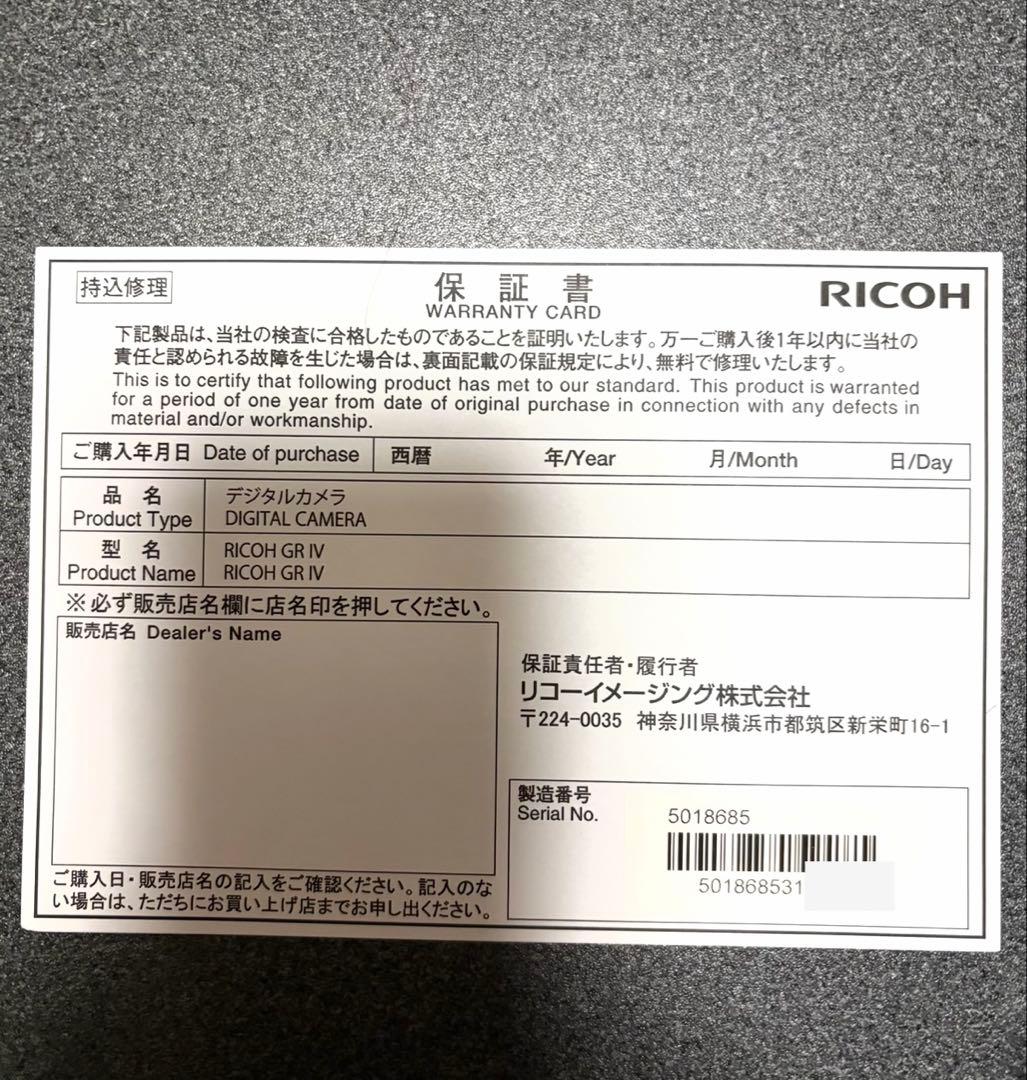 持込修理
保証書
WARRANTY CARD
RICOH
下記製品は、当社の検査に合格したものであることを証明いたします。万一ご購入後1年以内に当社の
責任と認められる故障を生じた場合は、裏面記載の保証規定により、無料で修理いたします。
This is to certify that following product has met to our standard. This product is warranted
for a period of one year from date of original purchase in connection with any defects in
material and/or workmanship.
ご購入年月日 Date of purchase 西暦 年/Year 月/Month 日/Day
品 名 デジタルカメラ
Product Type DIGITAL CAMERA
型 名 RICOH GR IV
Product Name RICOH GR IV
※必ず販売店名欄に店名印を押してください。
販売店名 Dealer's Name
保証責任者・履行者
リコーイメージング株式会社
〒224-0035 神奈川県横浜市都筑区新栄町16-1
製造番号
Serial No. 5018685
501868531
ご購入日・販売店名の記入をご確認ください。記入のな
い場合は、ただちにお買い上げ店までお申し出ください。